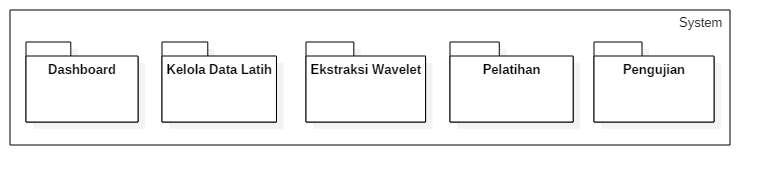 System
Dashboard
Kelola Data Latih
Ekstraksi Wavelet
Pelatihan
Pengujian